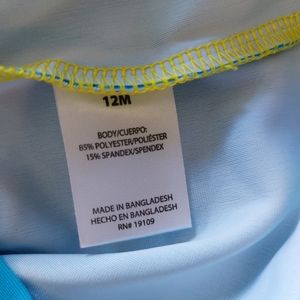 12M
BODY/CUERPO:
85% POLYESTER/POLIÉSTER
15% SPANDEX/SPENDEX
MADE IN BANGLADESH
HECHO EN BANGLADESH
RN# 19109